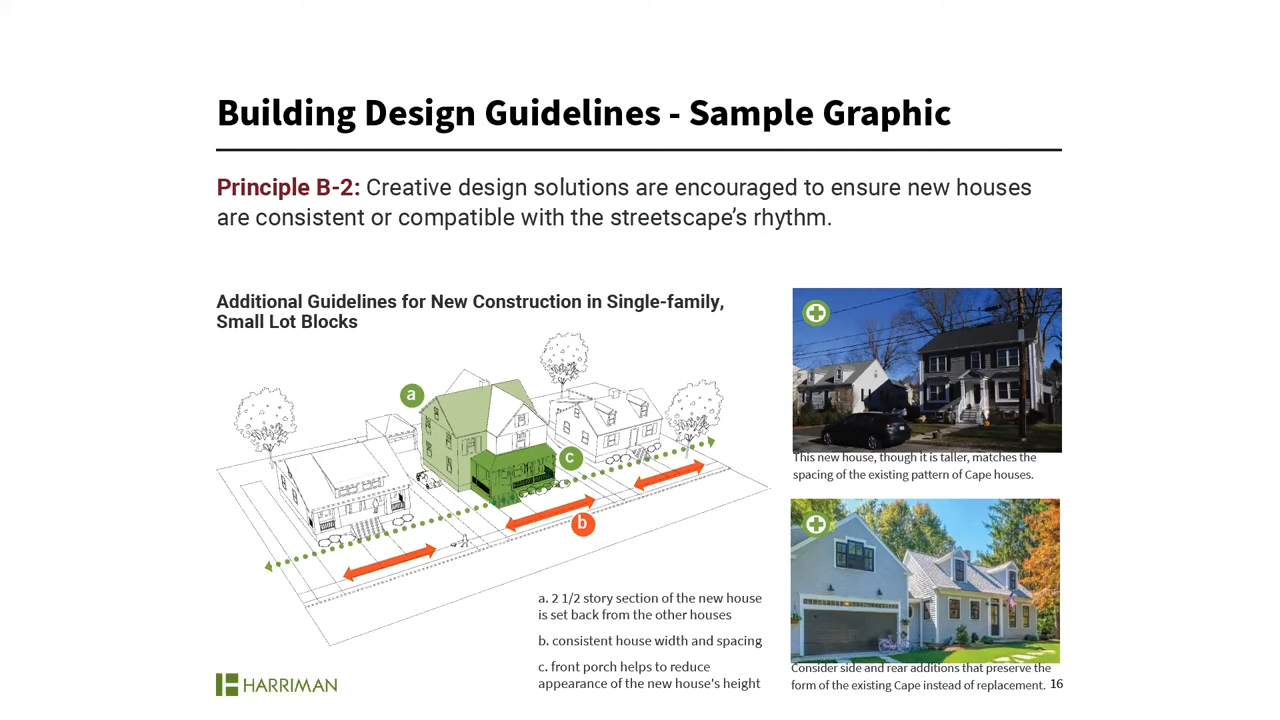 Building Design Guidelines - Sample Graphic
Principle B-2: Creative design solutions are encouraged to ensure new houses
are consistent or compatible with the streetscape’s rhythm.
Additional Guidelines for New Construction in Single-family,
Small Lot Blocks
a
c
b
a. 2 1/2 story section of the new house
is set back from the other houses
b. consistent house width and spacing
c. front porch helps to reduce
appearance of the new house's height
This new house, though it is taller, matches the
spacing of the existing pattern of Cape houses.
Consider side and rear additions that preserve the
form of the existing Cape instead of replacement.
HARRIMAN
16